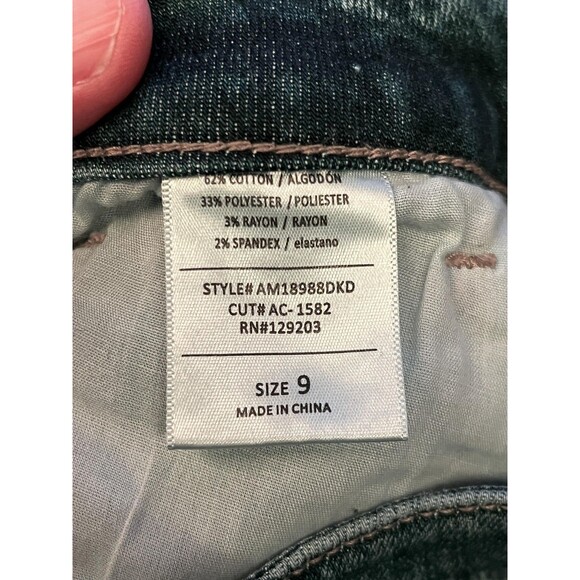 62% COTTON / ALGODÓN
33% POLYESTER /POLIESTER
3% RAYON / RAYON
2% SPANDEX / elastano
STYLE# AM18988DKD
CUT# AC-1582
RN#129203
SIZE 9
MADE IN CHINA